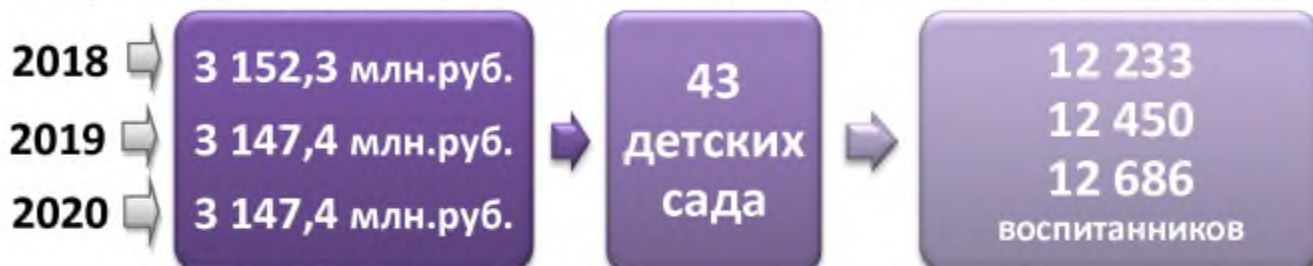 2018
3 152,3 млн.руб.
2019
3 147,4 млн.руб.
2020
3 147,4 млн.руб.
43
детских
сада
12 233
12 450
12 686
воспитанников